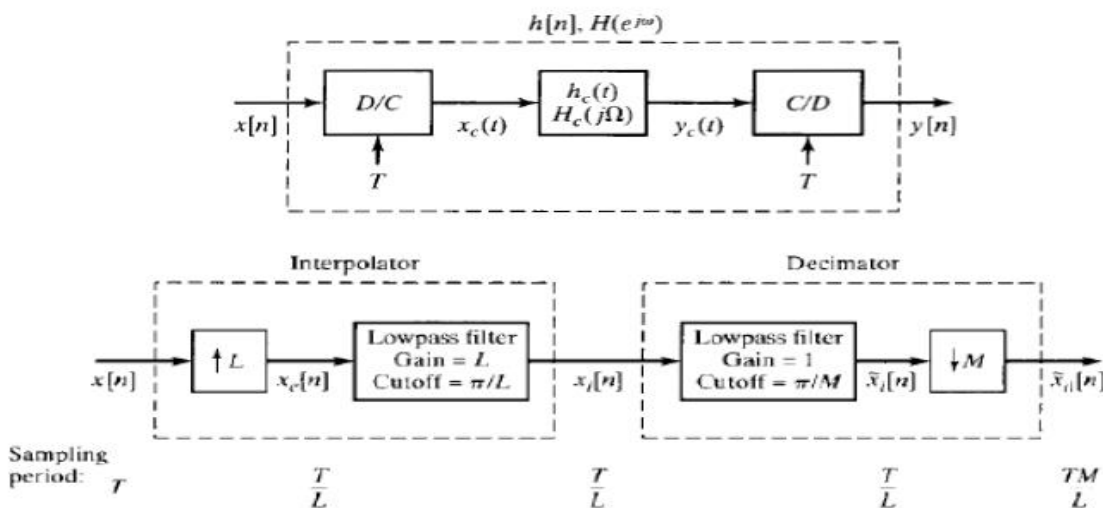 h[n], H(e^{jω})
D/C
h_c(t)
H_c(jΩ)
C/D
x[n]
x_c(t)
y_c(t)
y[n]
T
T
Interpolator
Decimator
↑ L
Lowpass filter
Gain = L
Cutoff = π/L
Lowpass filter
Gain = 1
Cutoff = π/M
↓ M
x[n]
x_e[n]
x_i[n]
x̃_i[n]
x̃_d[n]
Sampling
period:
T
T/L
T/L
T/L
TM/L